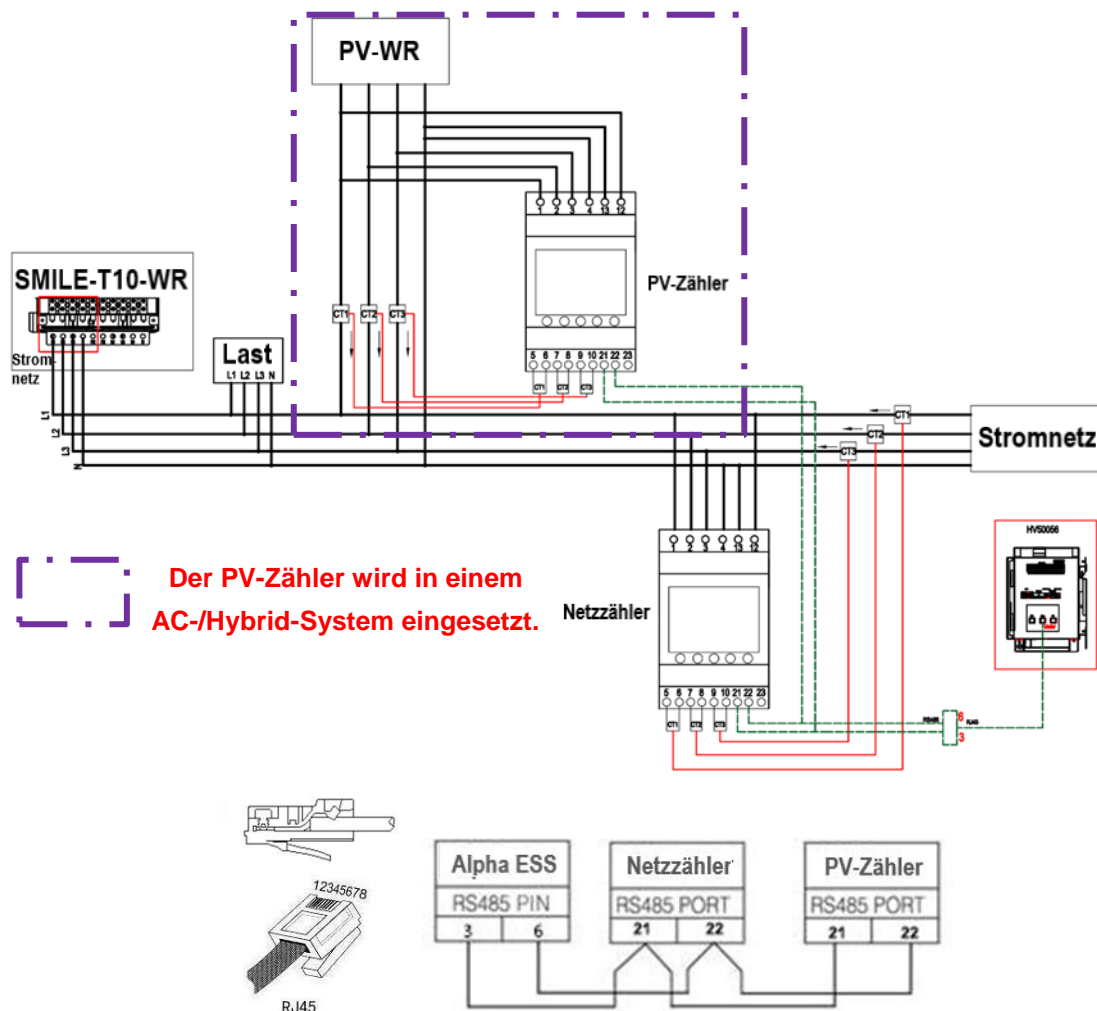 PV-WR
1 2 3 4 13 12
PV-Zähler
SMILE-T10-WR
Strom-
netz
Last
L1 L2 L3 N
CT1 CT2 CT3
5 6 7 8 9 10 21 22 23
CT1 CT2 CT3
L1
L2
L3
N
CT1
CT2
CT3
Stromnetz
1 2 3 4 13 12
HV50056
Der PV-Zähler wird in einem
AC-/Hybrid-System eingesetzt.
Netzzähler
5 6 7 8 9 10 21 22 23
CT1 CT2 CT3
RS485
6
3
RJ45
12345678
RJ45
Alpha ESS
RS485 PIN
3 6
Netzzähler
RS485 PORT
21 22
PV-Zähler
RS485 PORT
21 22